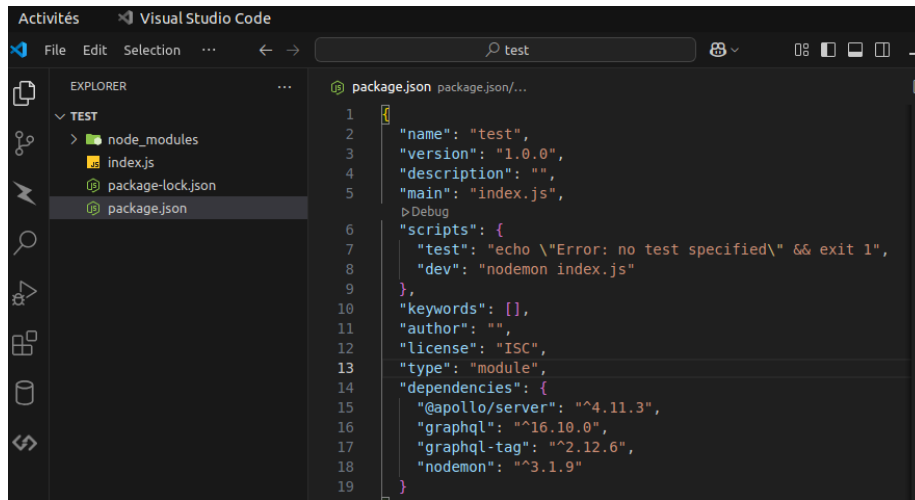 Activités Visual Studio Code
File Edit Selection ··· ← → test
EXPLORER ···
TEST
node_modules
JS index.js
package-lock.json
package.json
package.json package.json/...
1 {
2 "name": "test",
3 "version": "1.0.0",
4 "description": "",
5 "main": "index.js",
Debug
6 "scripts": {
7 "test": "echo \"Error: no test specified\" && exit 1",
8 "dev": "nodemon index.js"
9 },
10 "keywords": [],
11 "author": "",
12 "license": "ISC",
13 "type": "module",
14 "dependencies": {
15 "@apollo/server": "^4.11.3",
16 "graphql": "^16.10.0",
17 "graphql-tag": "^2.12.6",
18 "nodemon": "^3.1.9"
19 }